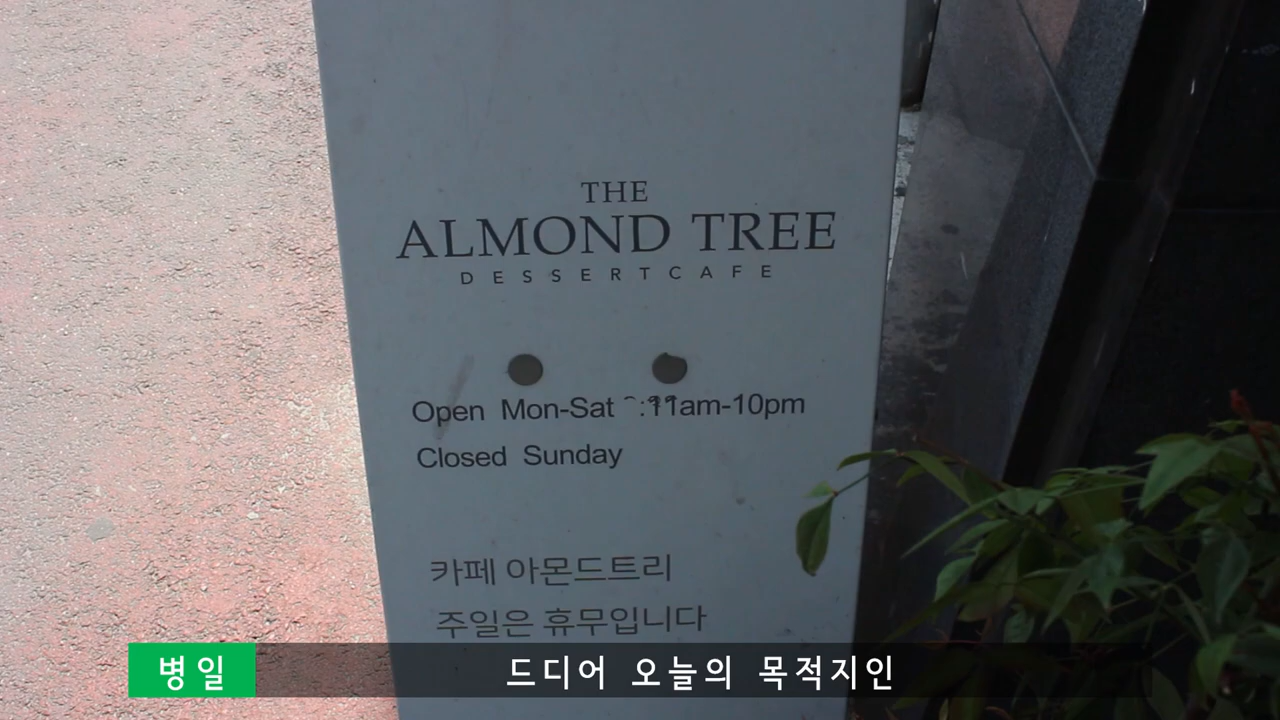 THE
ALMOND TREE
DESSERTCAFE
Open Mon-Sat :11am-10pm
Closed Sunday
카페 아몬드트리
주일은 휴무입니다
병일
드디어 오늘의 목적지인